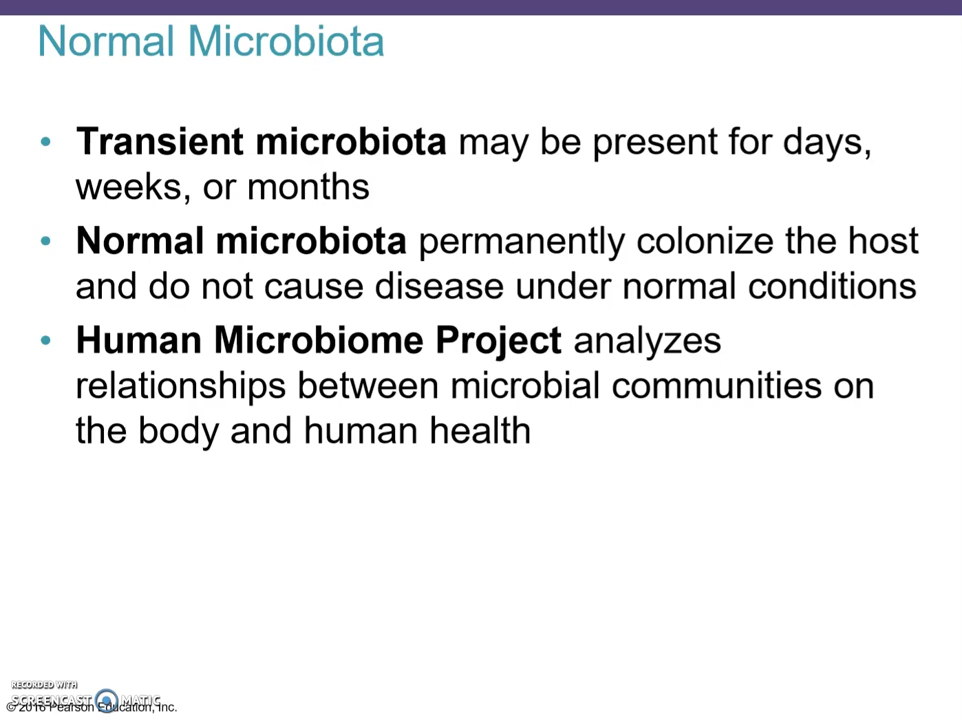 Normal Microbiota
• Transient microbiota may be present for days,
weeks, or months
• Normal microbiota permanently colonize the host
and do not cause disease under normal conditions
• Human Microbiome Project analyzes
relationships between microbial communities on
the body and human health
RECORDED WITH
SCREENCAST MATIC
© 2016 Pearson Education, Inc.